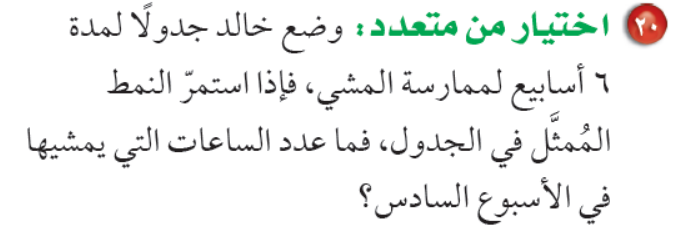 ٢٠ اختيار من متعدد: وضع خالد جدولًا لمدة
٦ أسابيع لممارسة المشي، فإذا استمرّ النمط
المُمثَّل في الجدول، فما عدد الساعات التي يمشيها
في الأسبوع السادس؟